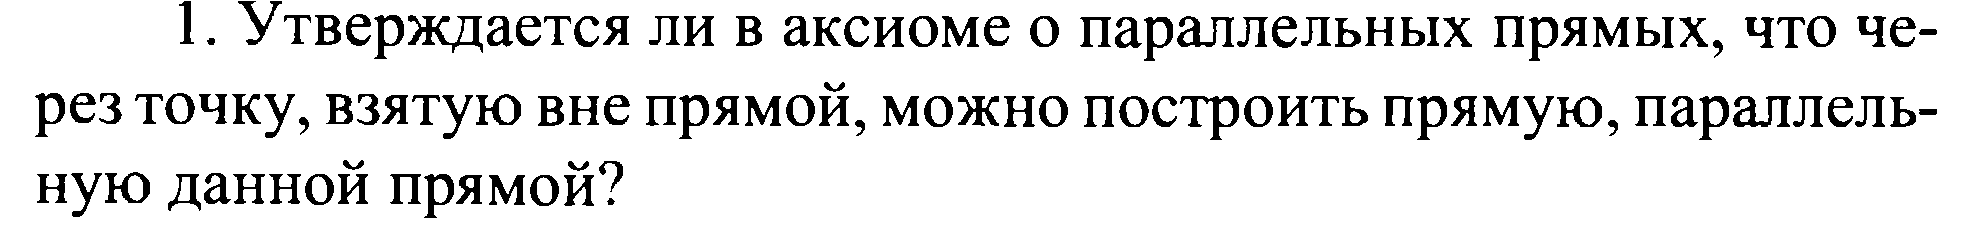 1. Утверждается ли в аксиоме о параллельных прямых, что че-
рез точку, взятую вне прямой, можно построить прямую, параллель-
ную данной прямой?